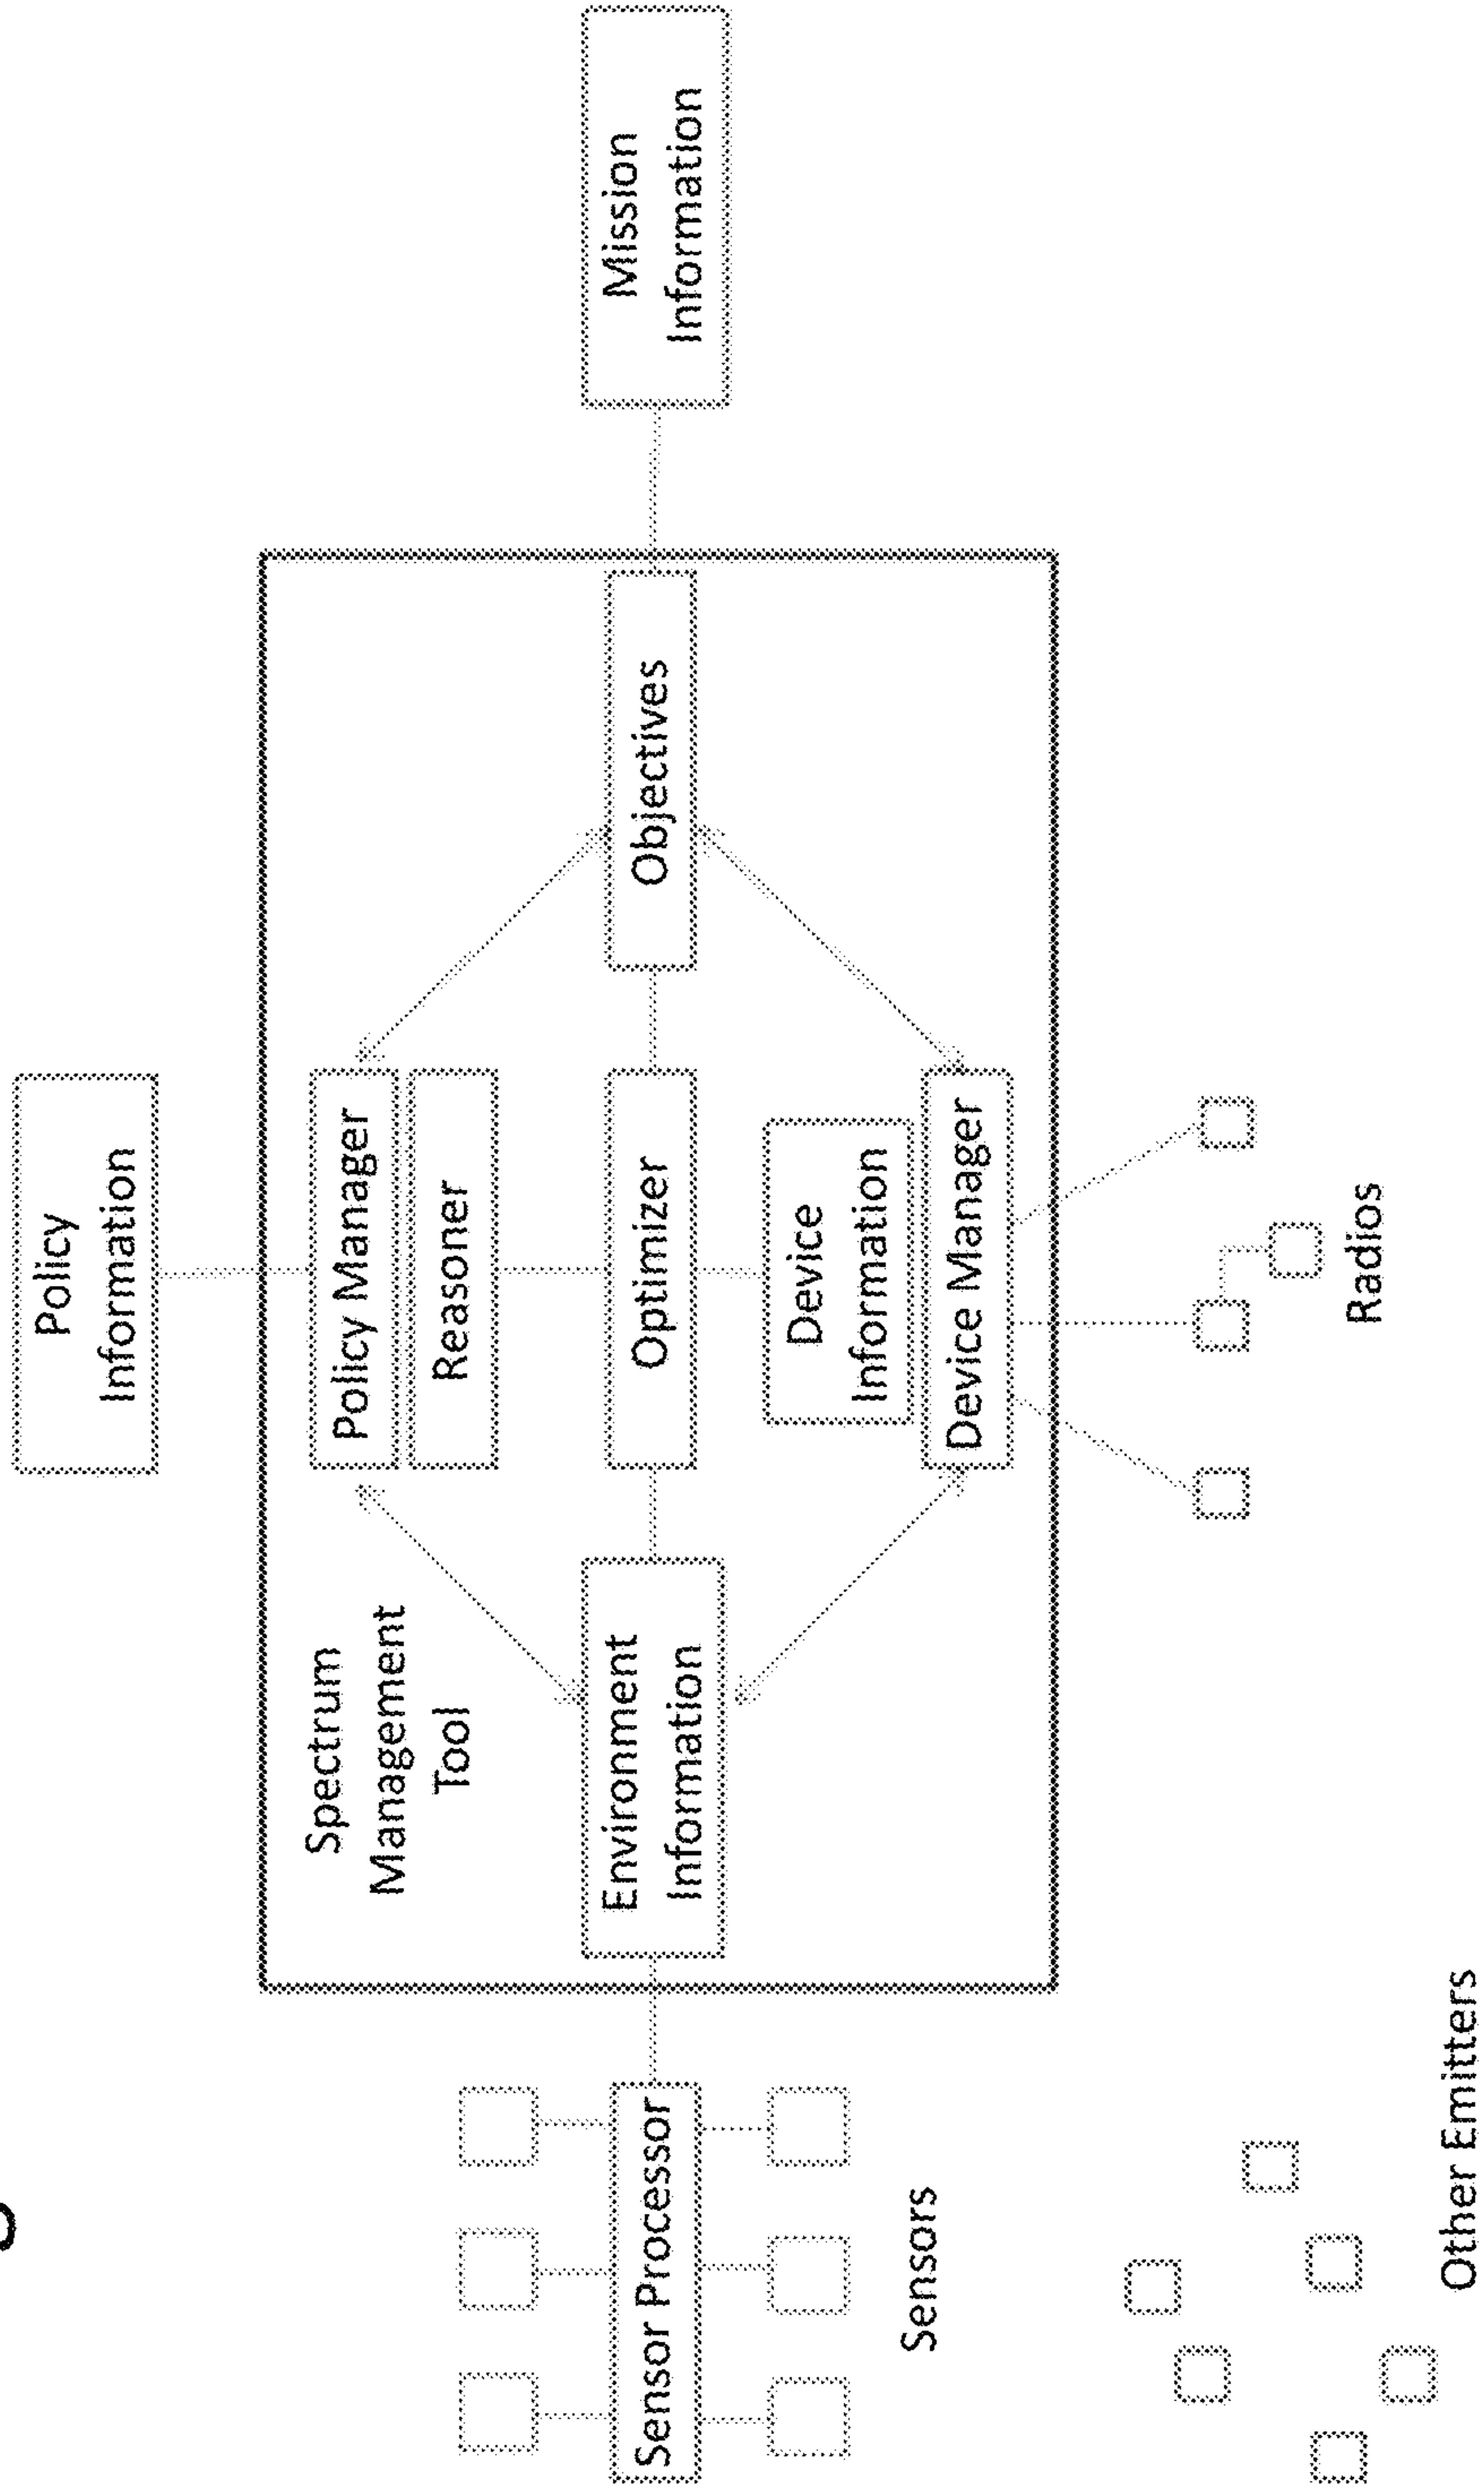 Policy
Information
Spectrum
Management
Tool
Policy Manager
Reasoner
Sensor Processor
Environment
Information
Optimizer
Objectives
Mission
Information
Device
Information
Device Manager
Sensors
Radios
Other Emitters